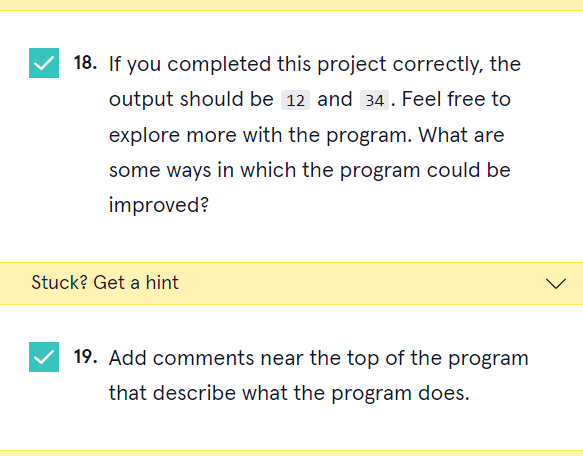 18. If you completed this project correctly, the
output should be 12 and 34. Feel free to
explore more with the program. What are
some ways in which the program could be
improved?
Stuck? Get a hint
19. Add comments near the top of the program
that describe what the program does.